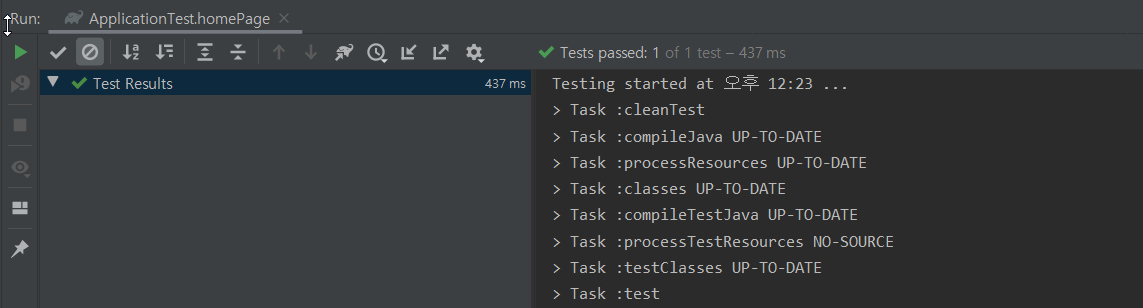 Run: ApplicationTest.homePage
Tests passed: 1 of 1 test – 437 ms
Test Results 437 ms
Testing started at 오후 12:23 ...
> Task :cleanTest
> Task :compileJava UP-TO-DATE
> Task :processResources UP-TO-DATE
> Task :classes UP-TO-DATE
> Task :compileTestJava UP-TO-DATE
> Task :processTestResources NO-SOURCE
> Task :testClasses UP-TO-DATE
> Task :test